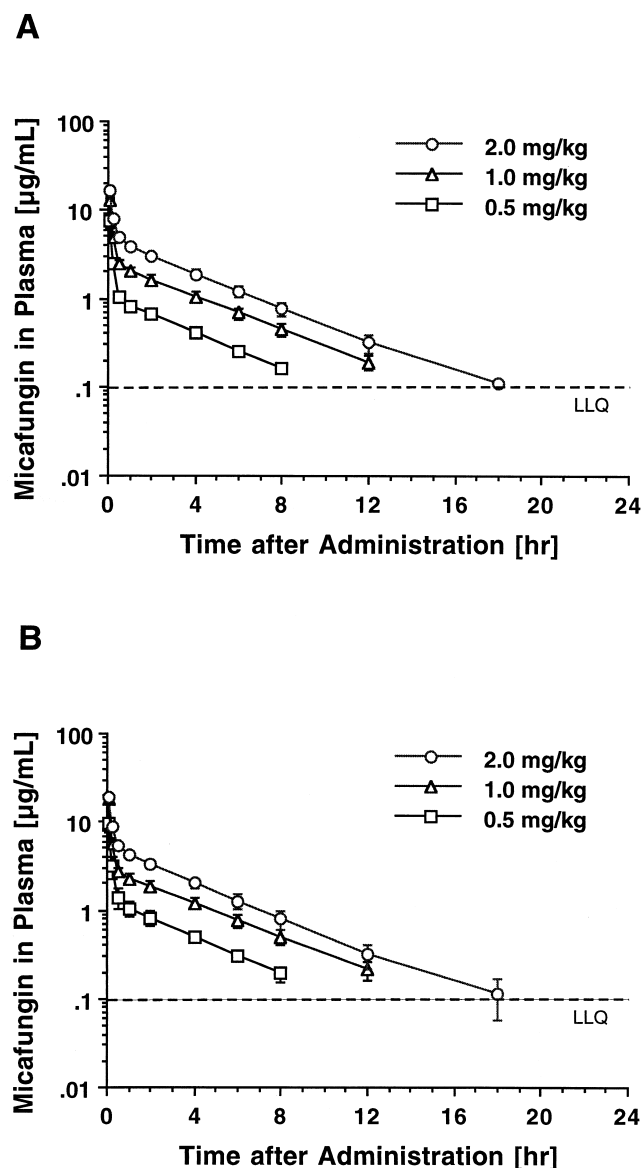 A
Micafungin in Plasma [µg/mL]
100
10
1
.1
.01
2.0 mg/kg
1.0 mg/kg
0.5 mg/kg
LLQ
0 4 8 12 16 20 24
Time after Administration [hr]
B
Micafungin in Plasma [µg/mL]
100
10
1
.1
.01
2.0 mg/kg
1.0 mg/kg
0.5 mg/kg
LLQ
0 4 8 12 16 20 24
Time after Administration [hr]